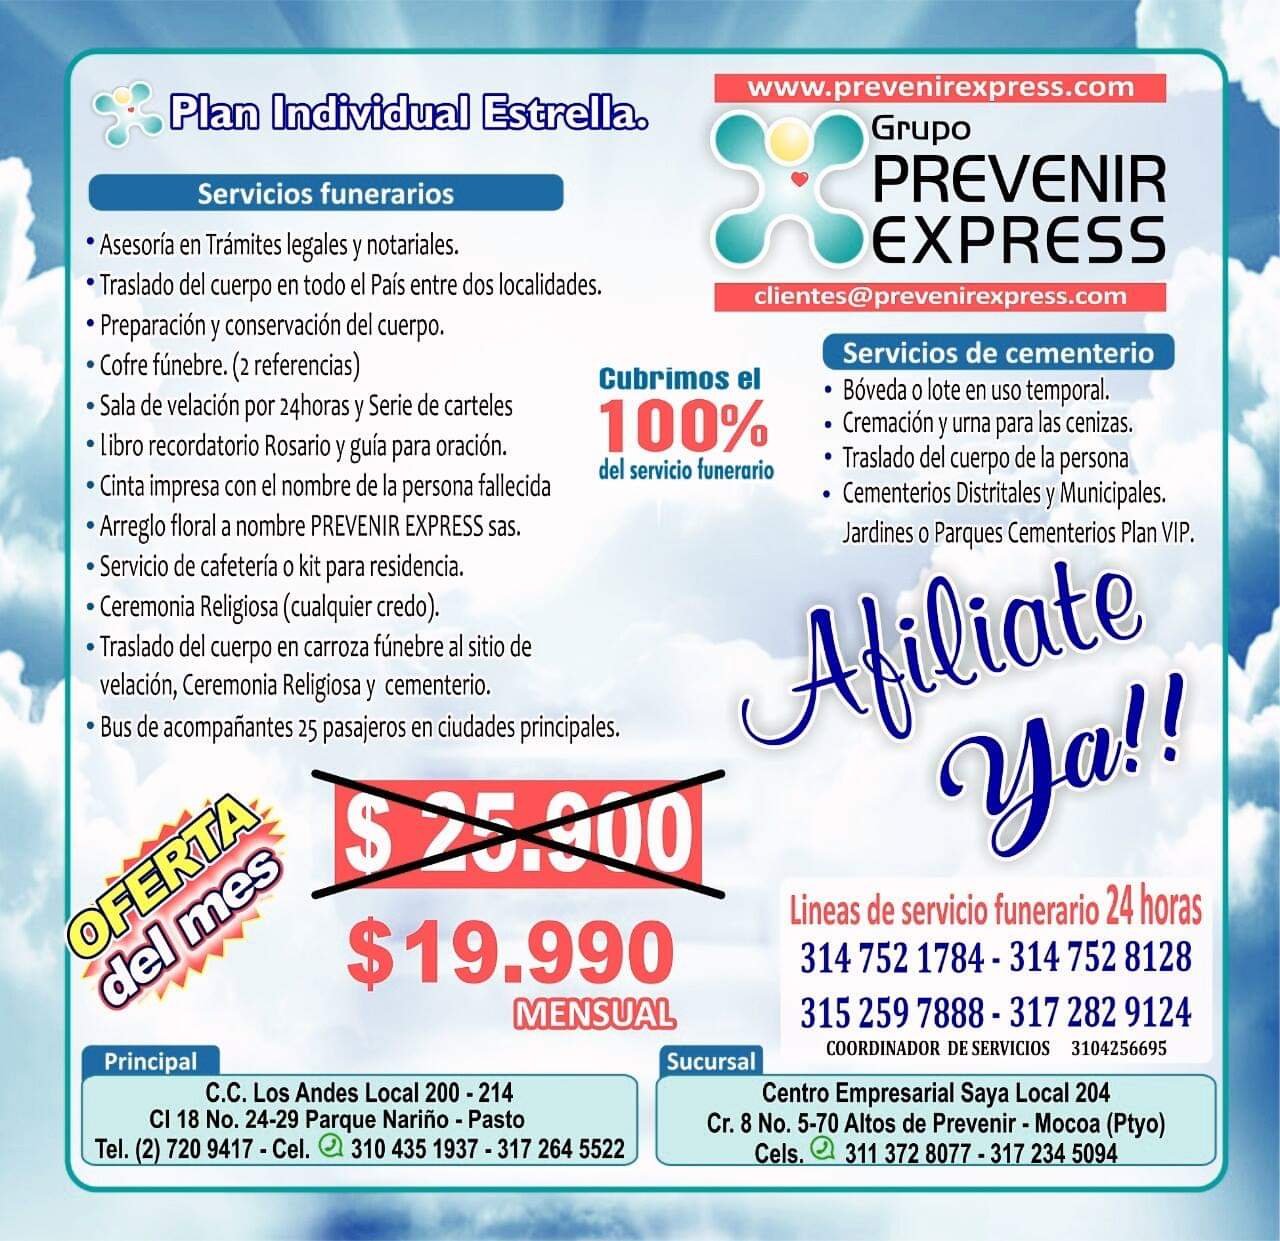 Plan Individual Estrella.
Servicios funerarios
• Asesoría en Trámites legales y notariales.
• Traslado del cuerpo en todo el País entre dos localidades.
• Preparación y conservación del cuerpo.
• Cofre fúnebre. (2 referencias)
• Sala de velación por 24horas y Serie de carteles
• Libro recordatorio Rosario y guía para oración.
• Cinta impresa con el nombre de la persona fallecida
• Arreglo floral a nombre PREVENIR EXPRESS sas.
• Servicio de cafetería o kit para residencia.
• Ceremonia Religiosa (cualquier credo).
• Traslado del cuerpo en carroza fúnebre al sitio de
velación, Ceremonia Religiosa y cementerio.
• Bus de acompañantes 25 pasajeros en ciudades principales.
www.prevenirexpress.com
Grupo
PREVENIR
EXPRESS
clientes@prevenirexpress.com
Cubrimos el
100%
del servicio funerario
Servicios de cementerio
• Bóveda o lote en uso temporal.
• Cremación y urna para las cenizas.
• Traslado del cuerpo de la persona
• Cementerios Distritales y Municipales.
Jardines o Parques Cementerios Plan VIP.
Afiliate
Ya!!
OFERTA
del mes
$ 25.900
$19.990
MENSUAL
Lineas de servicio funerario 24 horas
314 752 1784 - 314 752 8128
315 259 7888 - 317 282 9124
COORDINADOR DE SERVICIOS 3104256695
Principal
C.C. Los Andes Local 200 - 214
Cl 18 No. 24-29 Parque Nariño - Pasto
Tel. (2) 720 9417 - Cel. 310 435 1937 - 317 264 5522
Sucursal
Centro Empresarial Saya Local 204
Cr. 8 No. 5-70 Altos de Prevenir - Mocoa (Ptyo)
Cels. 311 372 8077 - 317 234 5094